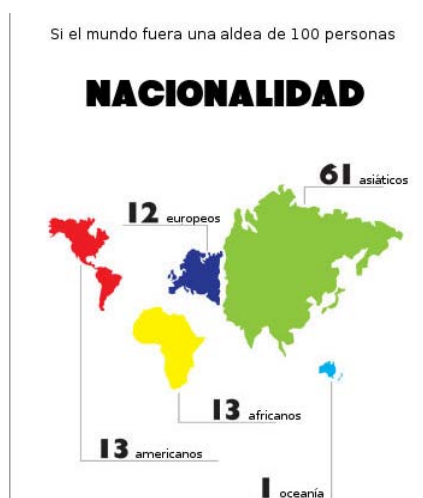 Si el mundo fuera una aldea de 100 personas
NACIONALIDAD
61 asiáticos
12 europeos
13 africanos
13 americanos
1 oceanía